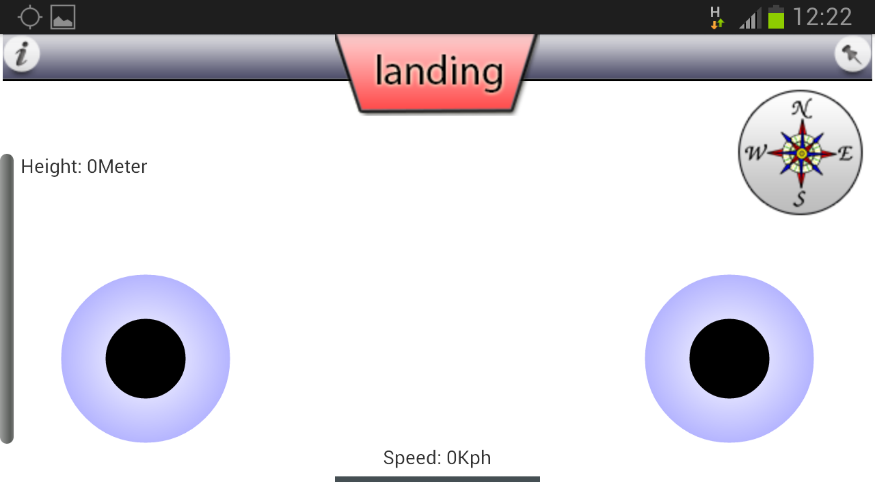 H
12:22
i
landing
N
W
E
S
Height: 0Meter
Speed: 0Kph